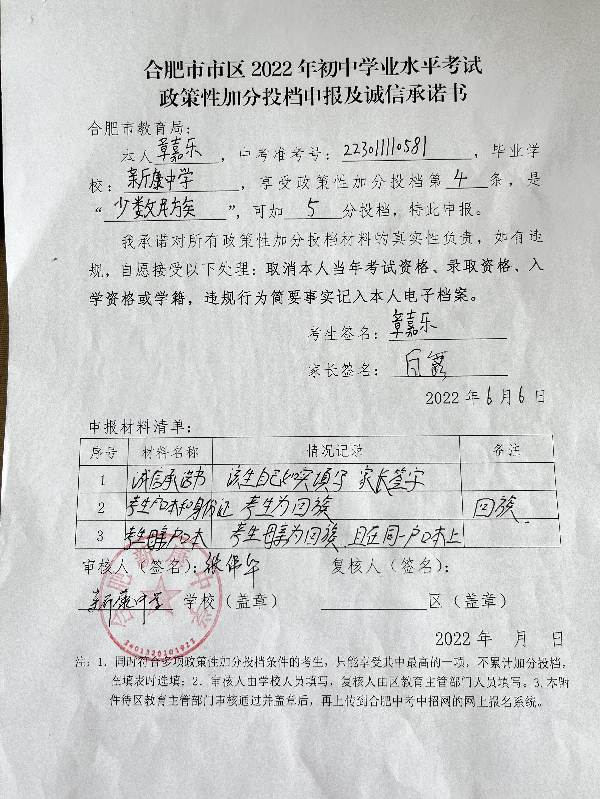 合肥市市区 2022 年初中学业水平考试
政策性加分投档申报及诚信承诺书
合肥市教育局：
本人章嘉乐，中考准考号：223011110581，毕业学
校：新康中学，享受政策性加分投档第 4 条，是
“少数民族”，可加 5 分投档，特此申报。
我承诺对所有政策性加分投档材料的真实性负责，如有违
规，自愿接受以下处理：取消本人当年考试资格、录取资格、入
学资格或学籍，违规行为简要事实记入本人电子档案。
考生签名：章嘉乐
家长签名：
2022 年 6 月 6 日
申报材料清单：
序号 材料名称 情况记录 备注
1 诚信承诺书 该生自己如实填写 家长签字
2 考生户口本和身份证 考生为回族 回族
3 考生母亲户口本 考生母亲为回族 且在同一户口本上
审核人（签名）： 复核人（签名）：
新康中学 学校（盖章） 区（盖章）
2022 年 月 日
注：1. 同时符合多项政策性加分投档条件的考生，只能享受其中最高的一项，不累计加分投档，
在填表时选填；2. 审核人由学校人员填写，复核人由区教育主管部门人员填写。3. 本附
件待区教育主管部门审核通过并盖章后，再上传到合肥中考中招网的网上报名系统。